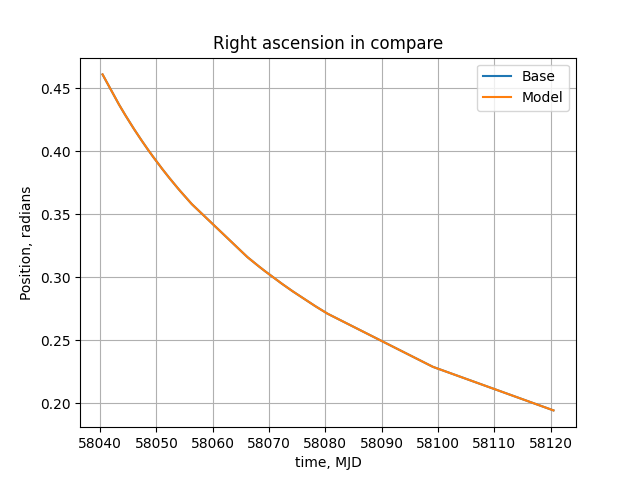 Right ascension in compare
Base
Model
0.45
0.40
0.35
0.30
0.25
0.20
Position, radians
58040 58050 58060 58070 58080 58090 58100 58110 58120
time, MJD